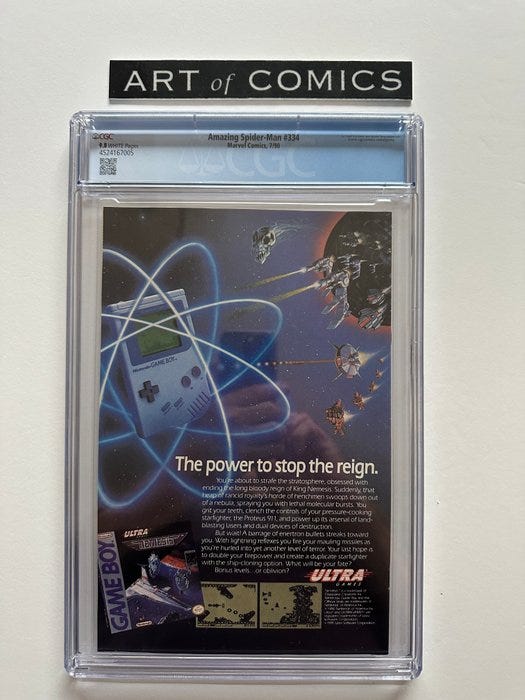 ART of COMICS
CGC
Amazing Spider-Man #334
9.8 WHITE Pages
Marvel Comics, 7/90
4524167005
CGC
Nintendo GAME BOY
The power to stop the reign.
You're about to strafe the stratosphere, obsessed with
ending the long bloody reign of King Nemesis. Suddenly, that
heap of rancid royalty's horde of henchmen swoops down out
of a nebula, spraying you with lethal molecular bursts. You
grit your teeth, clench the controls of your pressure-cooking
starfighter, the Proteus 911, and power up its arsenal of land-
blasting lasers and dual devices of destruction.
But wait! A barrage of enertron bullets streaks toward
you. With lightning reflexes you fire your mauling missiles as
you're hurled into yet another level of terror. Your last hope is
to double your firepower and create a duplicate starfighter
with the ship-cloning option. What will be your fate?
Bonus levels...or oblivion?
ULTRA
GAMES
ULTRA
Nemesis
GAME BOY